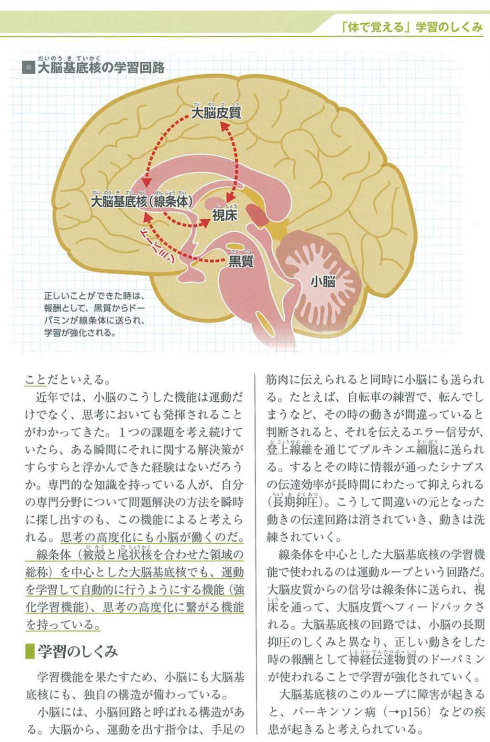 「体で覚える」学習のしくみ
大脳基底核の学習回路
大脳皮質
大脳基底核(線条体)
視床
ドーパミン
黒質
小脳
正しいことができた時は、
報酬として、黒質からドー
パミンが線条体に送られ、
学習が強化される。
ことだといえる。
近年では、小脳のこうした機能は運動だ
けでなく、思考においても発揮されること
がわかってきた。1つの課題を考え続けて
いたら、ある瞬間にそれに関する解決策が
すらすらと浮かんできた経験はないだろう
か。専門的な知識を持っている人が、自分
の専門分野について問題解決の方法を瞬時
に探し出すのも、この機能によると考えら
れる。思考の高度化にも小脳が働くのだ。
線条体（被殻と尾状核を合わせた領域の
総称）を中心とした大脳基底核でも、運動
を学習して自動的に行うようにする機能（強
化学習機能）、思考の高度化に繋がる機能
を持っている。
学習のしくみ
学習機能を果たすため、小脳にも大脳基
底核にも、独自の構造が備わっている。
小脳には、小脳回路と呼ばれる構造があ
る。大脳から、運動を出す指令は、手足の
筋肉に伝えられると同時に小脳にも送られ
る。たとえば、自転車の練習で、転んでし
まうなど、その時の動きが間違っていると
判断されると、それを伝えるエラー信号が、
登上線維を通じてプルキンエ細胞に送られ
る。するとその時に情報が通ったシナプス
の伝達効率が長時間にわたって抑えられる
（長期抑圧）。こうして間違いの元となった
動きの伝達回路は消されていき、動きは洗
練されていく。
線条体を中心とした大脳基底核の学習機
能で使われるのは運動ループという回路だ。
大脳皮質からの信号は線条体に送られ、視
床を通って、大脳皮質へフィードバックさ
れる。大脳基底核の回路では、小脳の長期
抑圧のしくみと異なり、正しい動きをした
時の報酬として神経伝達物質のドーパミン
が使われることで学習が強化されていく。
大脳基底核のこのループに障害が起きる
と、パーキンソン病（→p156）などの疾
患が起きると考えられている。